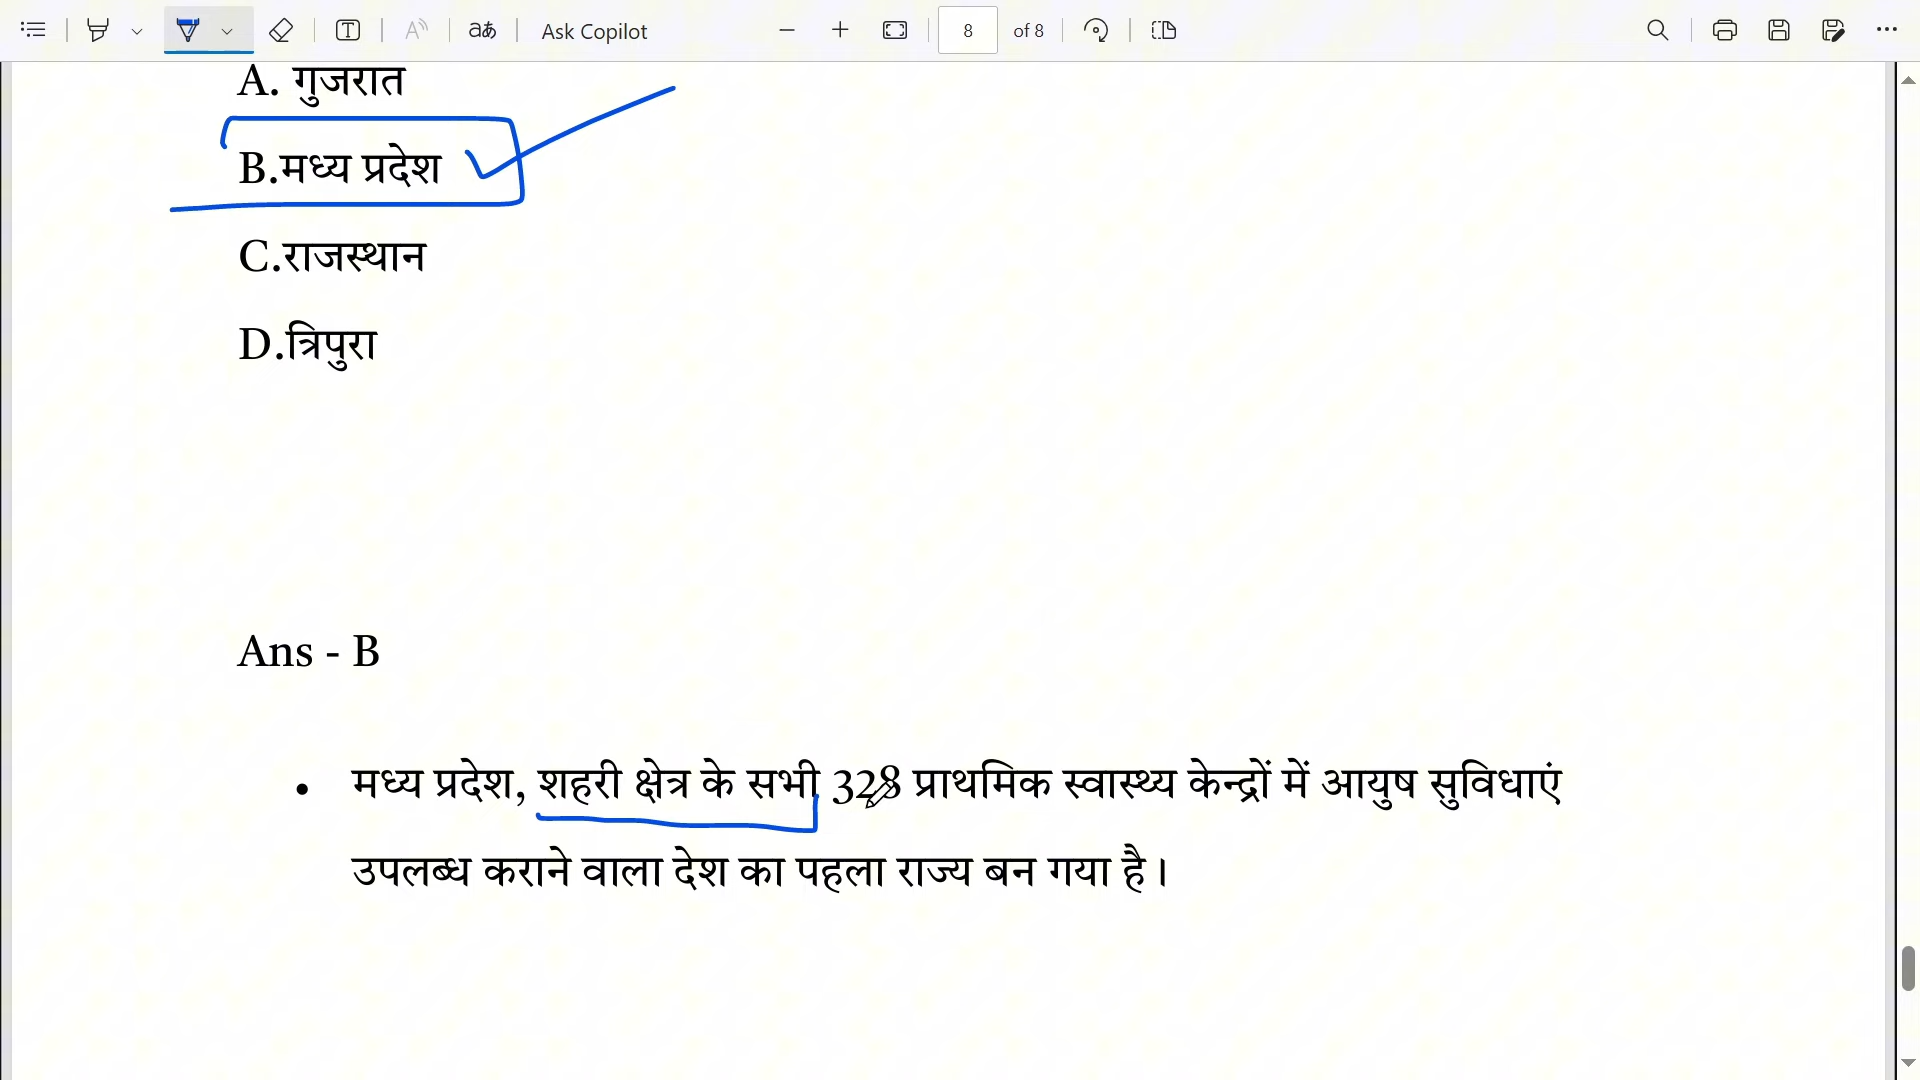 Ask Copilot
8 of 8
A. गुजरात
B.मध्य प्रदेश
C.राजस्थान
D.त्रिपुरा
Ans - B
• मध्य प्रदेश, शहरी क्षेत्र के सभी 328 प्राथमिक स्वास्थ्य केन्द्रों में आयुष सुविधाएं
उपलब्ध कराने वाला देश का पहला राज्य बन गया है।